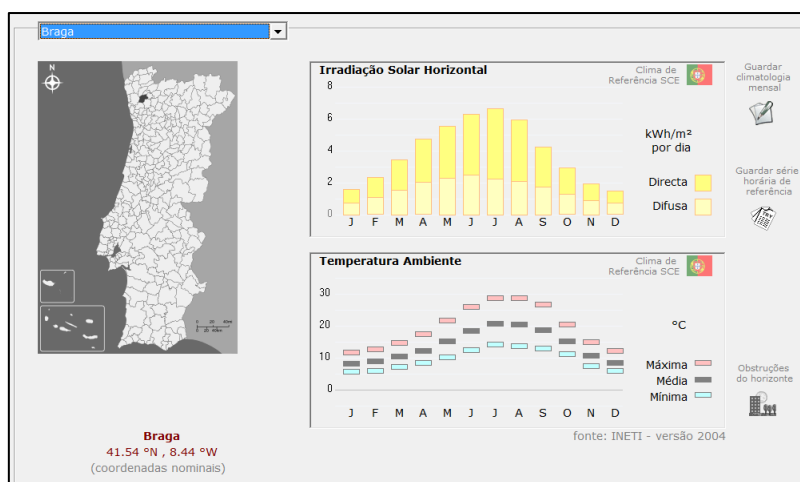 Braga
N
0 20 40mi
0 20 40km
Braga
41.54 °N , 8.44 °W
(coordenadas nominais)
Irradiação Solar Horizontal
Clima de
Referência SCE
8
6
4
2
0
kWh/m²
por dia
Directa
Difusa
J F M A M J J A S O N D
Temperatura Ambiente
Clima de
Referência SCE
30
20
10
0
°C
Máxima
Média
Mínima
J F M A M J J A S O N D
fonte: INETI - versão 2004
Guardar
climatologia
mensal
Guardar série
horária de
referência
Obstruções
do horizonte